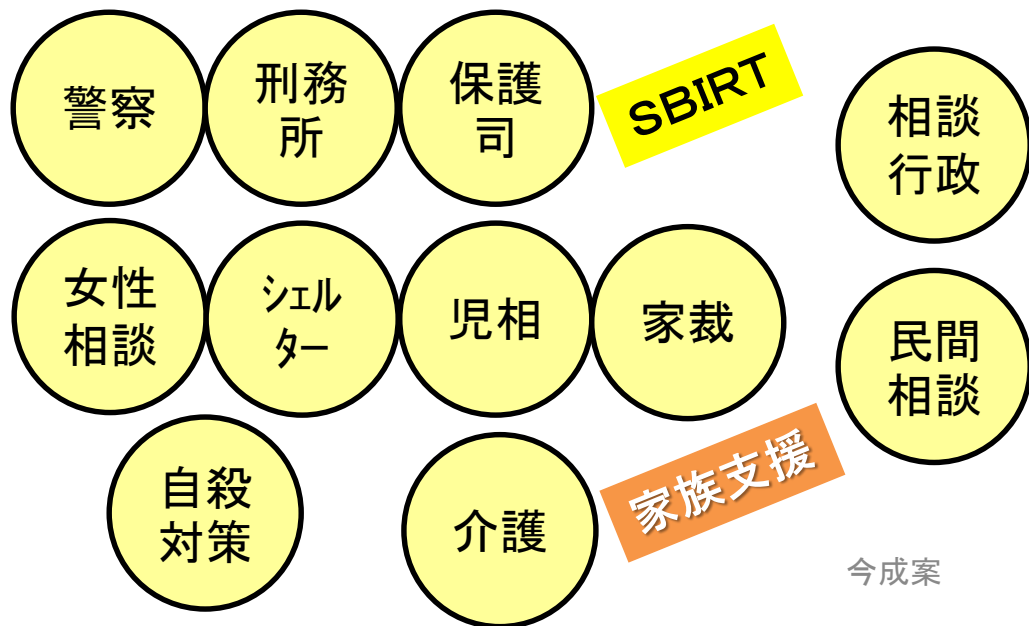 警察
刑務
所
保護
司
SBIRT
相談
行政
女性
相談
ｼｪﾙ
ﾀｰ
児相
家裁
民間
相談
自殺
対策
介護
家族支援
今成案